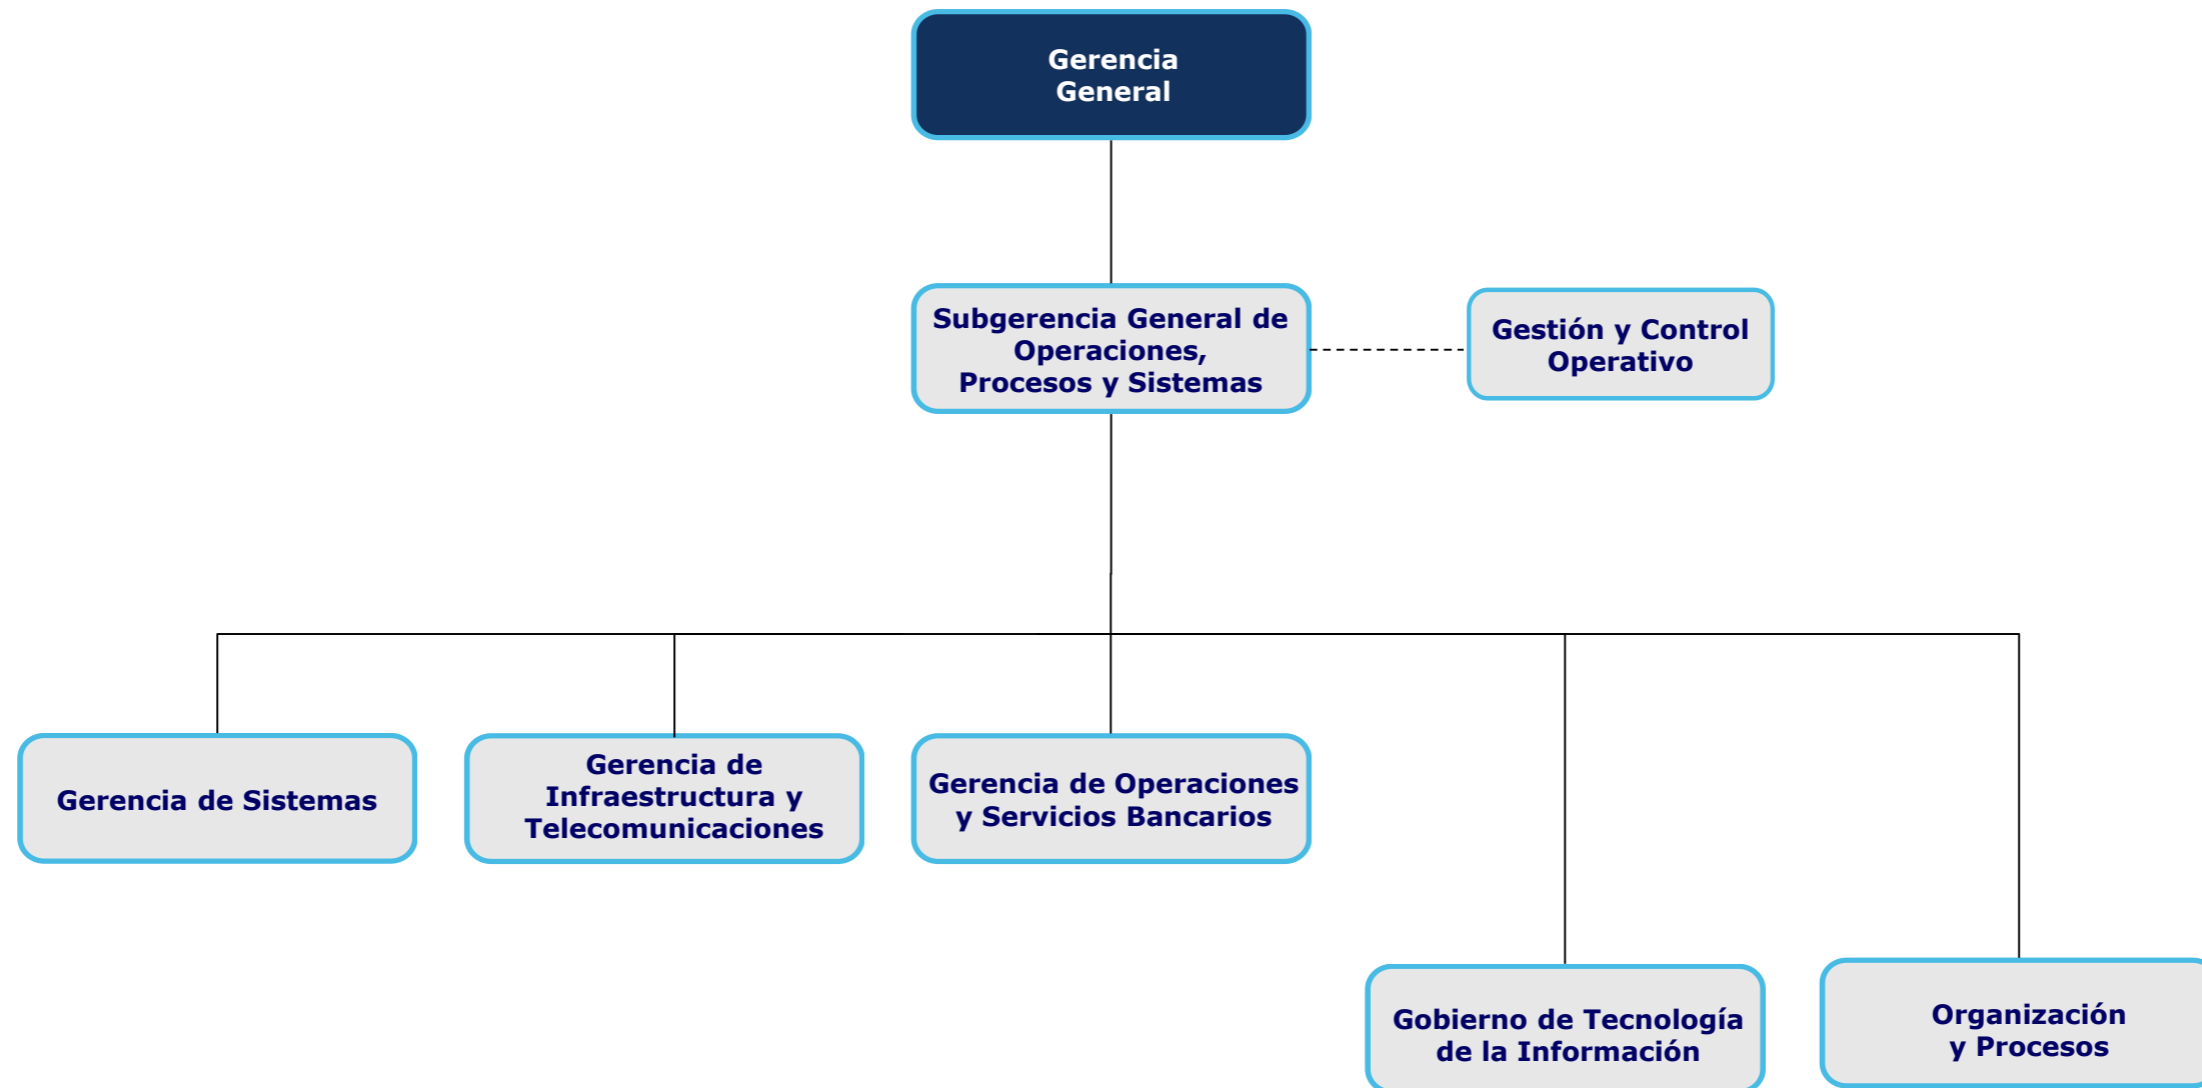 Gerencia
General
Subgerencia General de
Operaciones,
Procesos y Sistemas
Gestión y Control
Operativo
Gerencia de Sistemas
Gerencia de
Infraestructura y
Telecomunicaciones
Gerencia de Operaciones
y Servicios Bancarios
Gobierno de Tecnología
de la Información
Organización
y Procesos